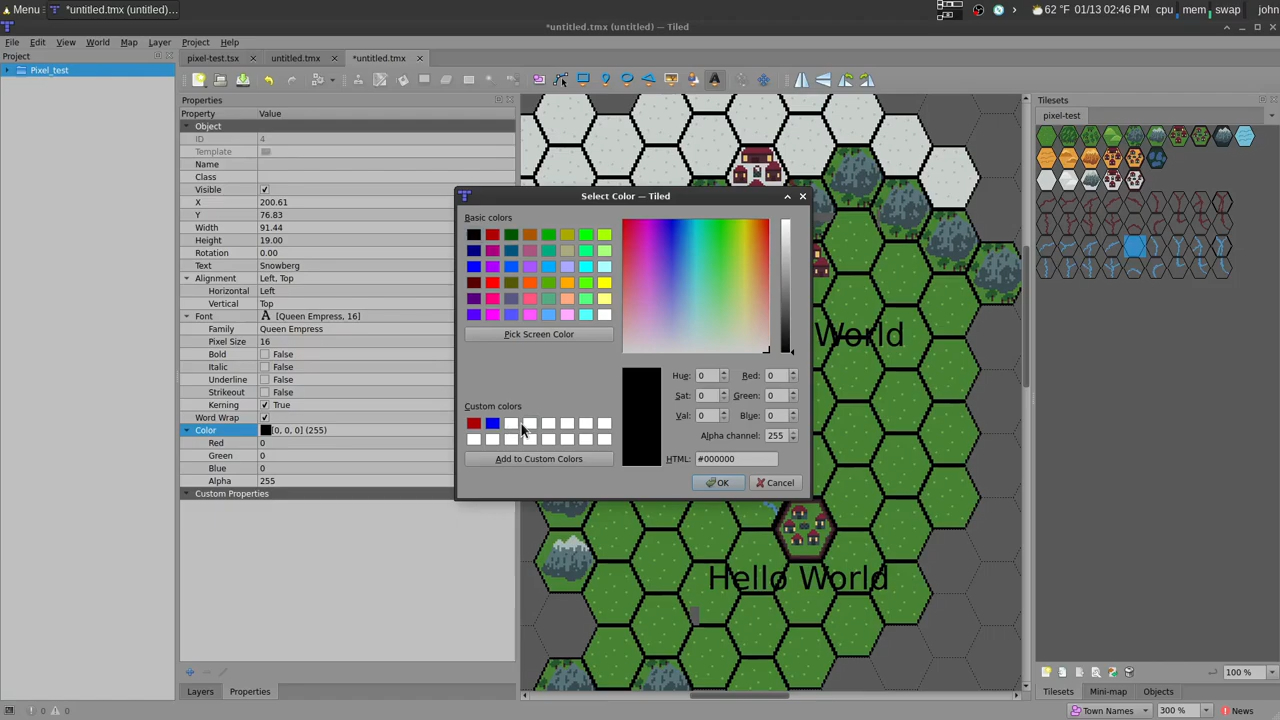 Menu
*untitled.tmx (untitled)...
62 °F
01/13 02:46 PM
cpu
mem
swap
john
*untitled.tmx (untitled) — Tiled
File
Edit
View
World
Map
Layer
Project
Help
Project
pixel-test.tsx
untitled.tmx
*untitled.tmx
Pixel_test
Properties
Tilesets
Property
Value
pixel-test
Object
ID
4
Template
Name
Class
Visible
X
200.61
Y
76.83
Width
91.44
Height
19.00
Rotation
0.00
Text
Snowberg
Alignment
Left, Top
Horizontal
Left
Vertical
Top
Font
A
[Queen Empress, 16]
Family
Queen Empress
Pixel Size
16
Bold
False
Italic
False
Underline
False
Strikeout
False
Kerning
True
Word Wrap
Color
[0, 0, 0] (255)
Red
0
Green
0
Blue
0
Alpha
255
Custom Properties
Select Color — Tiled
Basic colors
Pick Screen Color
Custom colors
Add to Custom Colors
Hue:
0
Red:
0
Sat:
0
Green:
0
Val:
0
Blue:
0
Alpha channel:
255
HTML:
#000000
OK
Cancel
World
Hello World
100 %
Layers
Properties
Tilesets
Mini-map
Objects
0
0
Town Names
300 %
News